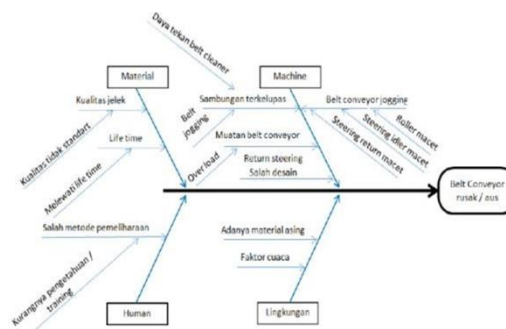 Daya tekan belt cleaner
Material
Machine
Kualitas jelek
Sambungan terkelupas
Belt conveyor jogging
Kualitas tidak standart
Belt
jogging
Roller macet
Steering idler macet
Steering return macet
Life time
Muatan belt conveyor
Melewati life time
Over load
Return steering
Salah desain
Belt Conveyor
rusak / aus
Salah metode pemeliharaan
Adanya material asing
Faktor cuaca
Kurangnya pengetahuan /
training
Human
Lingkungan